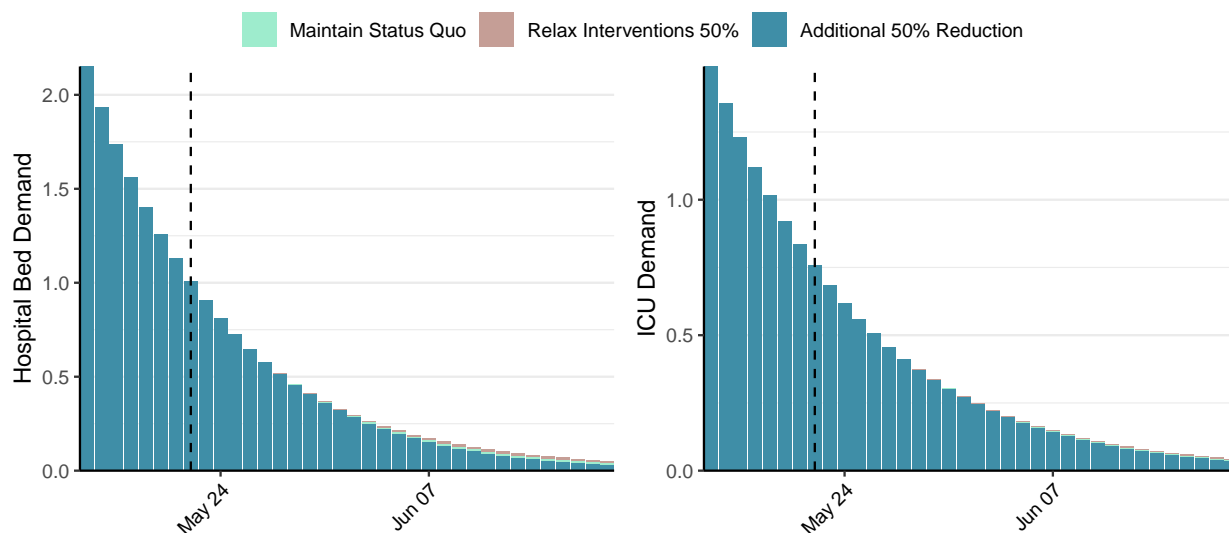 Maintain Status Quo Relax Interventions 50% Additional 50% Reduction
Hospital Bed Demand
2.0
1.5
1.0
0.5
0.0
May 24
Jun 07
ICU Demand
1.0
0.5
0.0
May 24
Jun 07